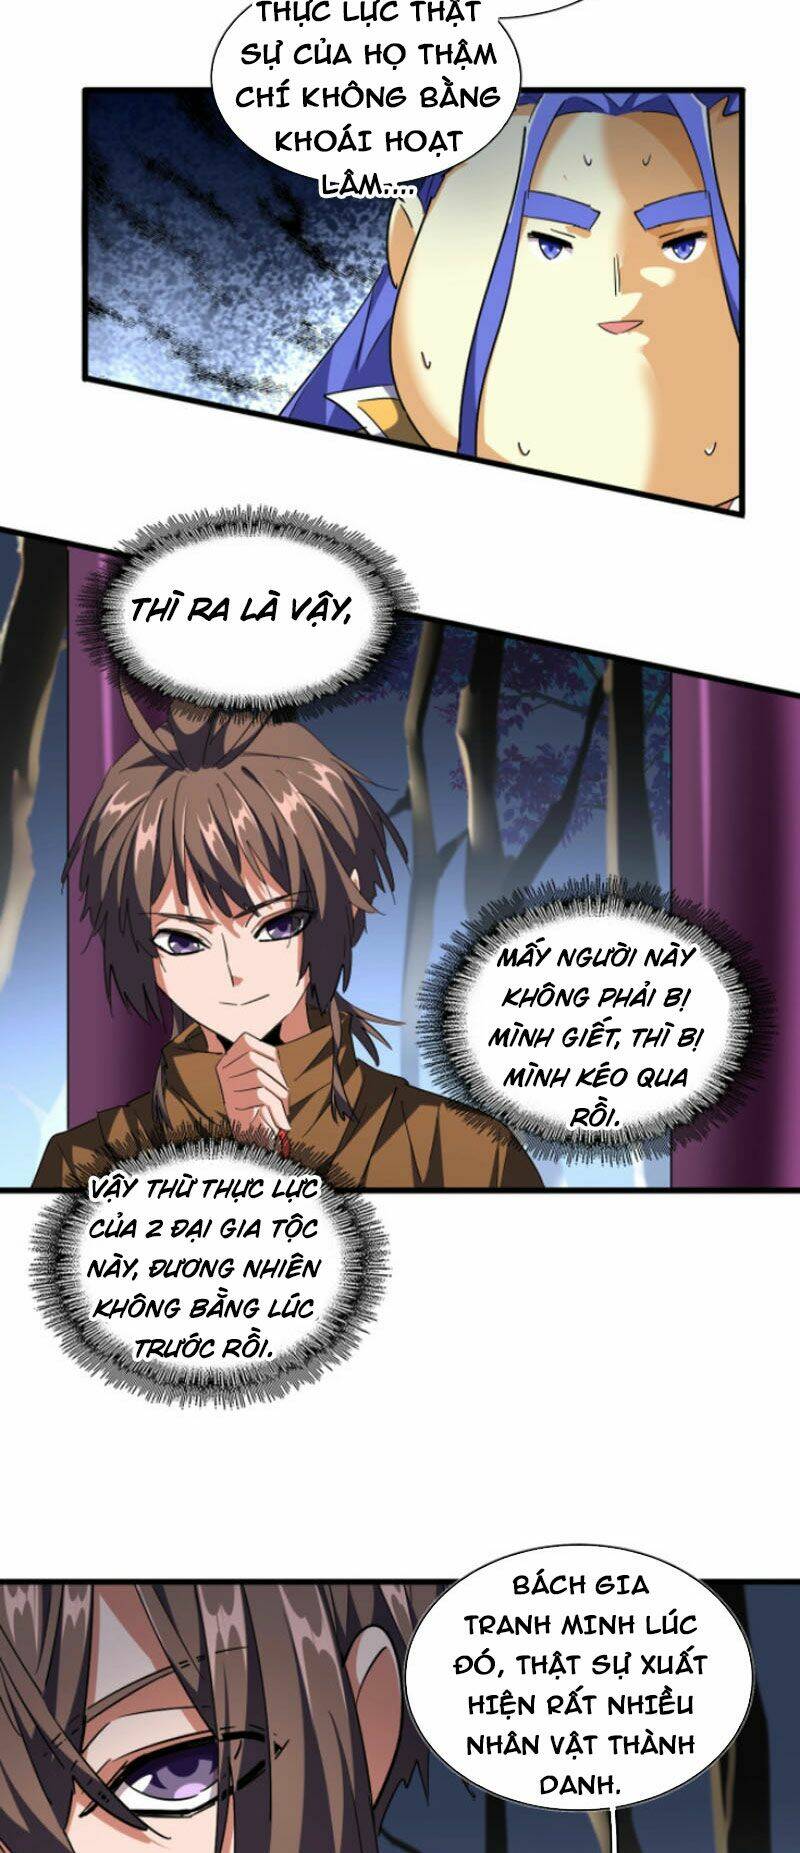 THỰC LỰC THẬT
SỰ CỦA HỌ THẬM
CHÍ KHÔNG BẰNG
KHOÁI HOẠT
LÂM....
THÌ RA LÀ VẬY,
MẤY NGƯỜI NÀY
KHÔNG PHẢI BỊ
MÌNH GIẾT, THÌ BỊ
MÌNH KÉO QUA
RỒI.
VẬY THỪ THỰC LỰC
CỦA 2 ĐẠI GIA TỘC
NÀY, ĐƯƠNG NHIÊN
KHÔNG BẰNG LÚC
TRƯỚC RỒI.
BÁCH GIA
TRANH MINH LÚC
ĐÓ, THẬT SỰ XUẤT
HIỆN RẤT NHIỀU
NHÂN VẬT THÀNH
DANH.